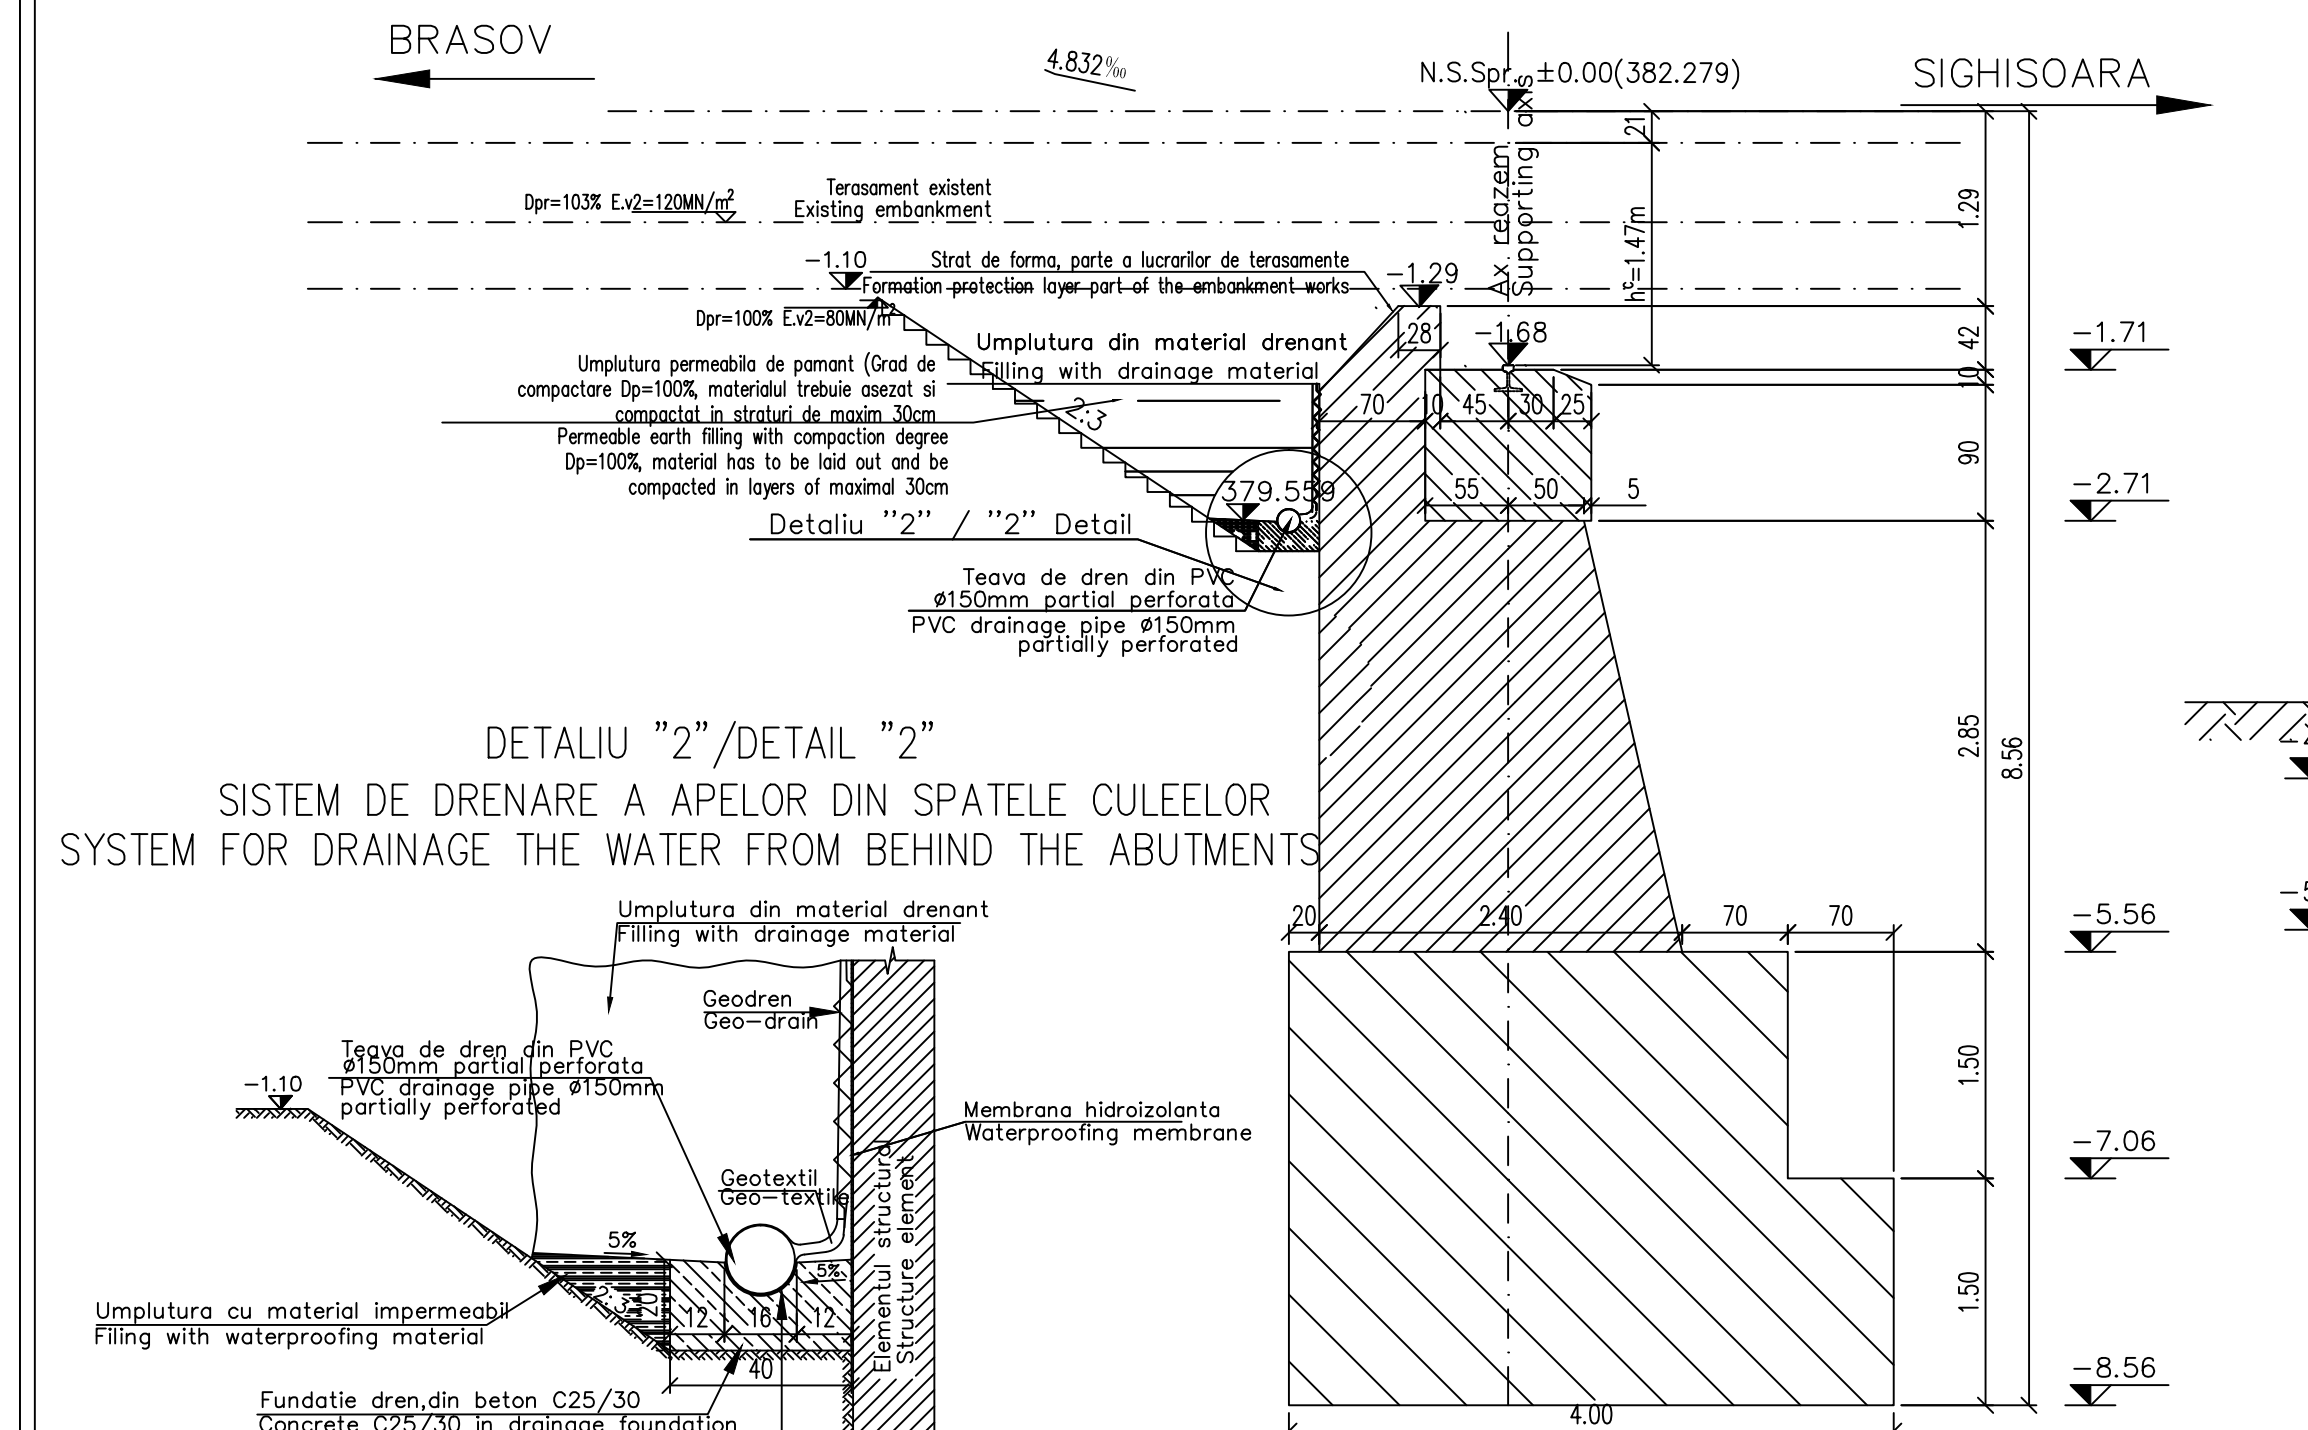 BRASOV
4.832‰
N.S.Spr. ±0.00(382.279)
SIGHISOARA
Ax reazem
Supporting axis
21
hc=1.47m
1.29
Terasament existent
Existing embankment
Dpr=103% E.v2=120MN/m²
-1.10
Strat de forma, parte a lucrarilor de terasamente
Formation protection layer part of the embankment works
-1.29
Dpr=100% E.v2=80MN/m²
28
-1.68
42
-1.71
Umplutura din material drenant
Filling with drainage material
Umplutura permeabila de pamant (Grad de
compactare Dp=100%, materialul trebuie asezat si
compactat in straturi de maxim 30cm
Permeable earth filling with compaction degree
Dp=100%, material has to be laid out and be
compacted in layers of maximal 30cm
2:3
70
10
45
30
25
10
90
55
50
5
-2.71
379.559
Detaliu "2" / "2" Detail
Teava de dren din PVC
ø150mm partial perforata
PVC drainage pipe ø150mm
partially perforated
2.85
8.56
DETALIU "2"/DETAIL "2"
SISTEM DE DRENARE A APELOR DIN SPATELE CULEELOR
SYSTEM FOR DRAINAGE THE WATER FROM BEHIND THE ABUTMENTS
20
2.40
70
70
-5.56
Umplutura din material drenant
Filling with drainage material
Geodren
Geo-drain
Teava de dren din PVC
ø150mm partial perforata
PVC drainage pipe ø150mm
partially perforated
-1.10
1.50
Membrana hidroizolanta
Waterproofing membrane
-7.06
Geotextil
Geo-textile
Elementul structural
Structure element
5%
5%
2:3
20
12
16
12
40
1.50
Umplutura cu material impermeabil
Filing with waterproofing material
-8.56
Fundatie dren,din beton C25/30
Concrete C25/30 in drainage foundation
4.00